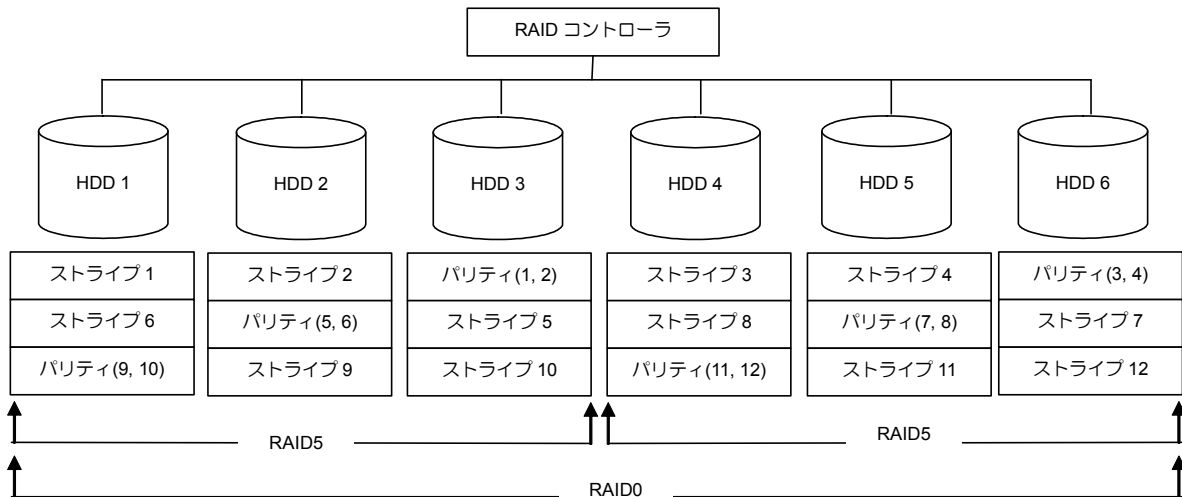 RAID コントローラ
HDD 1
HDD 2
HDD 3
HDD 4
HDD 5
HDD 6
ストライプ 1
ストライプ 2
パリティ(1, 2)
ストライプ 3
ストライプ 4
パリティ(3, 4)
ストライプ 6
パリティ(5, 6)
ストライプ 5
ストライプ 8
パリティ(7, 8)
ストライプ 7
パリティ(9, 10)
ストライプ 9
ストライプ 10
パリティ(11, 12)
ストライプ 11
ストライプ 12
RAID5
RAID5
RAID0